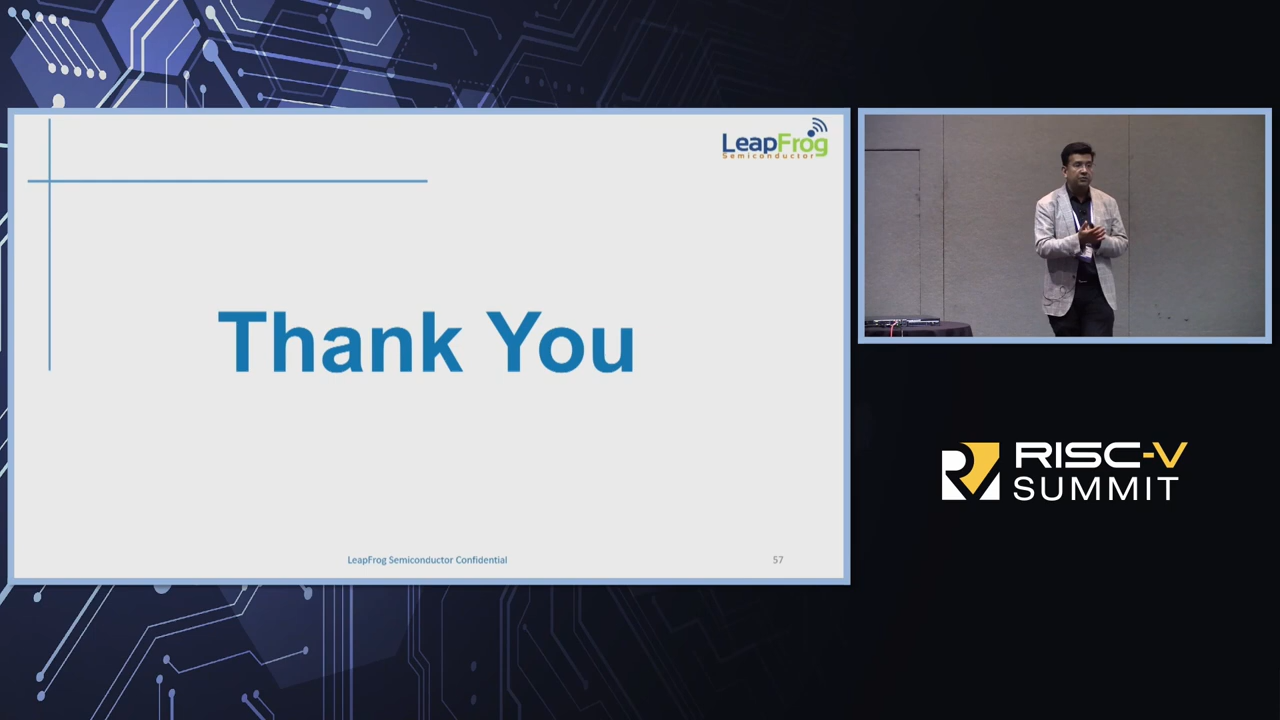 LeapFrog
Semiconductor
Thank You
LeapFrog Semiconductor Confidential
57
RISC-V
SUMMIT